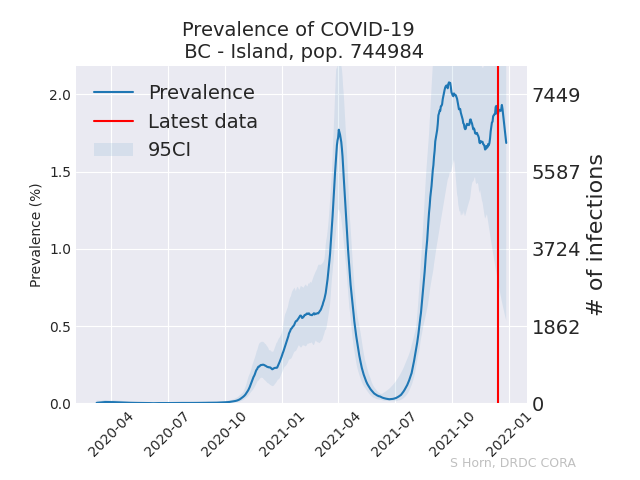 Prevalence of COVID-19
BC - Island, pop. 744984
Prevalence
Latest data
95CI
Prevalence (%)
2.0
1.5
1.0
0.5
0.0
7449
5587
3724
1862
0
# of infections
2020-04
2020-07
2020-10
2021-01
2021-04
2021-07
2021-10
2022-01
S Horn, DRDC CORA